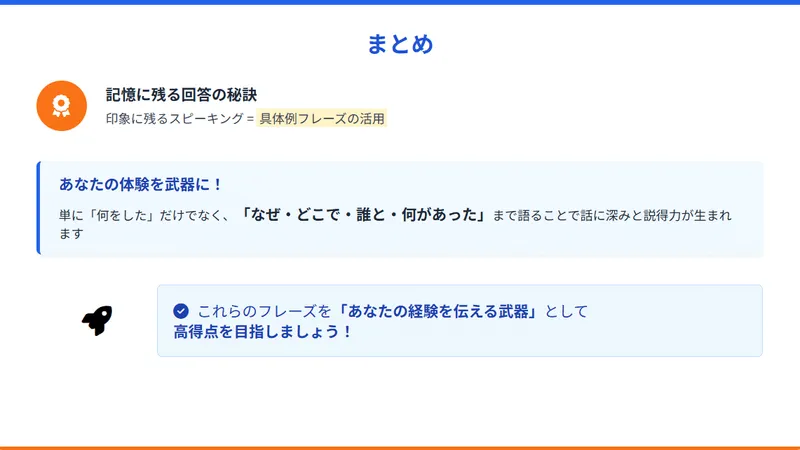 まとめ
記憶に残る回答の秘訣
印象に残るスピーキング = 具体例フレーズの活用
あなたの体験を武器に！
単に「何をした」だけでなく、「なぜ・どこで・誰と・何があった」まで語ることで話に深みと説得力が生まれ
ます
これらのフレーズを「あなたの経験を伝える武器」として
高得点を目指しましょう！